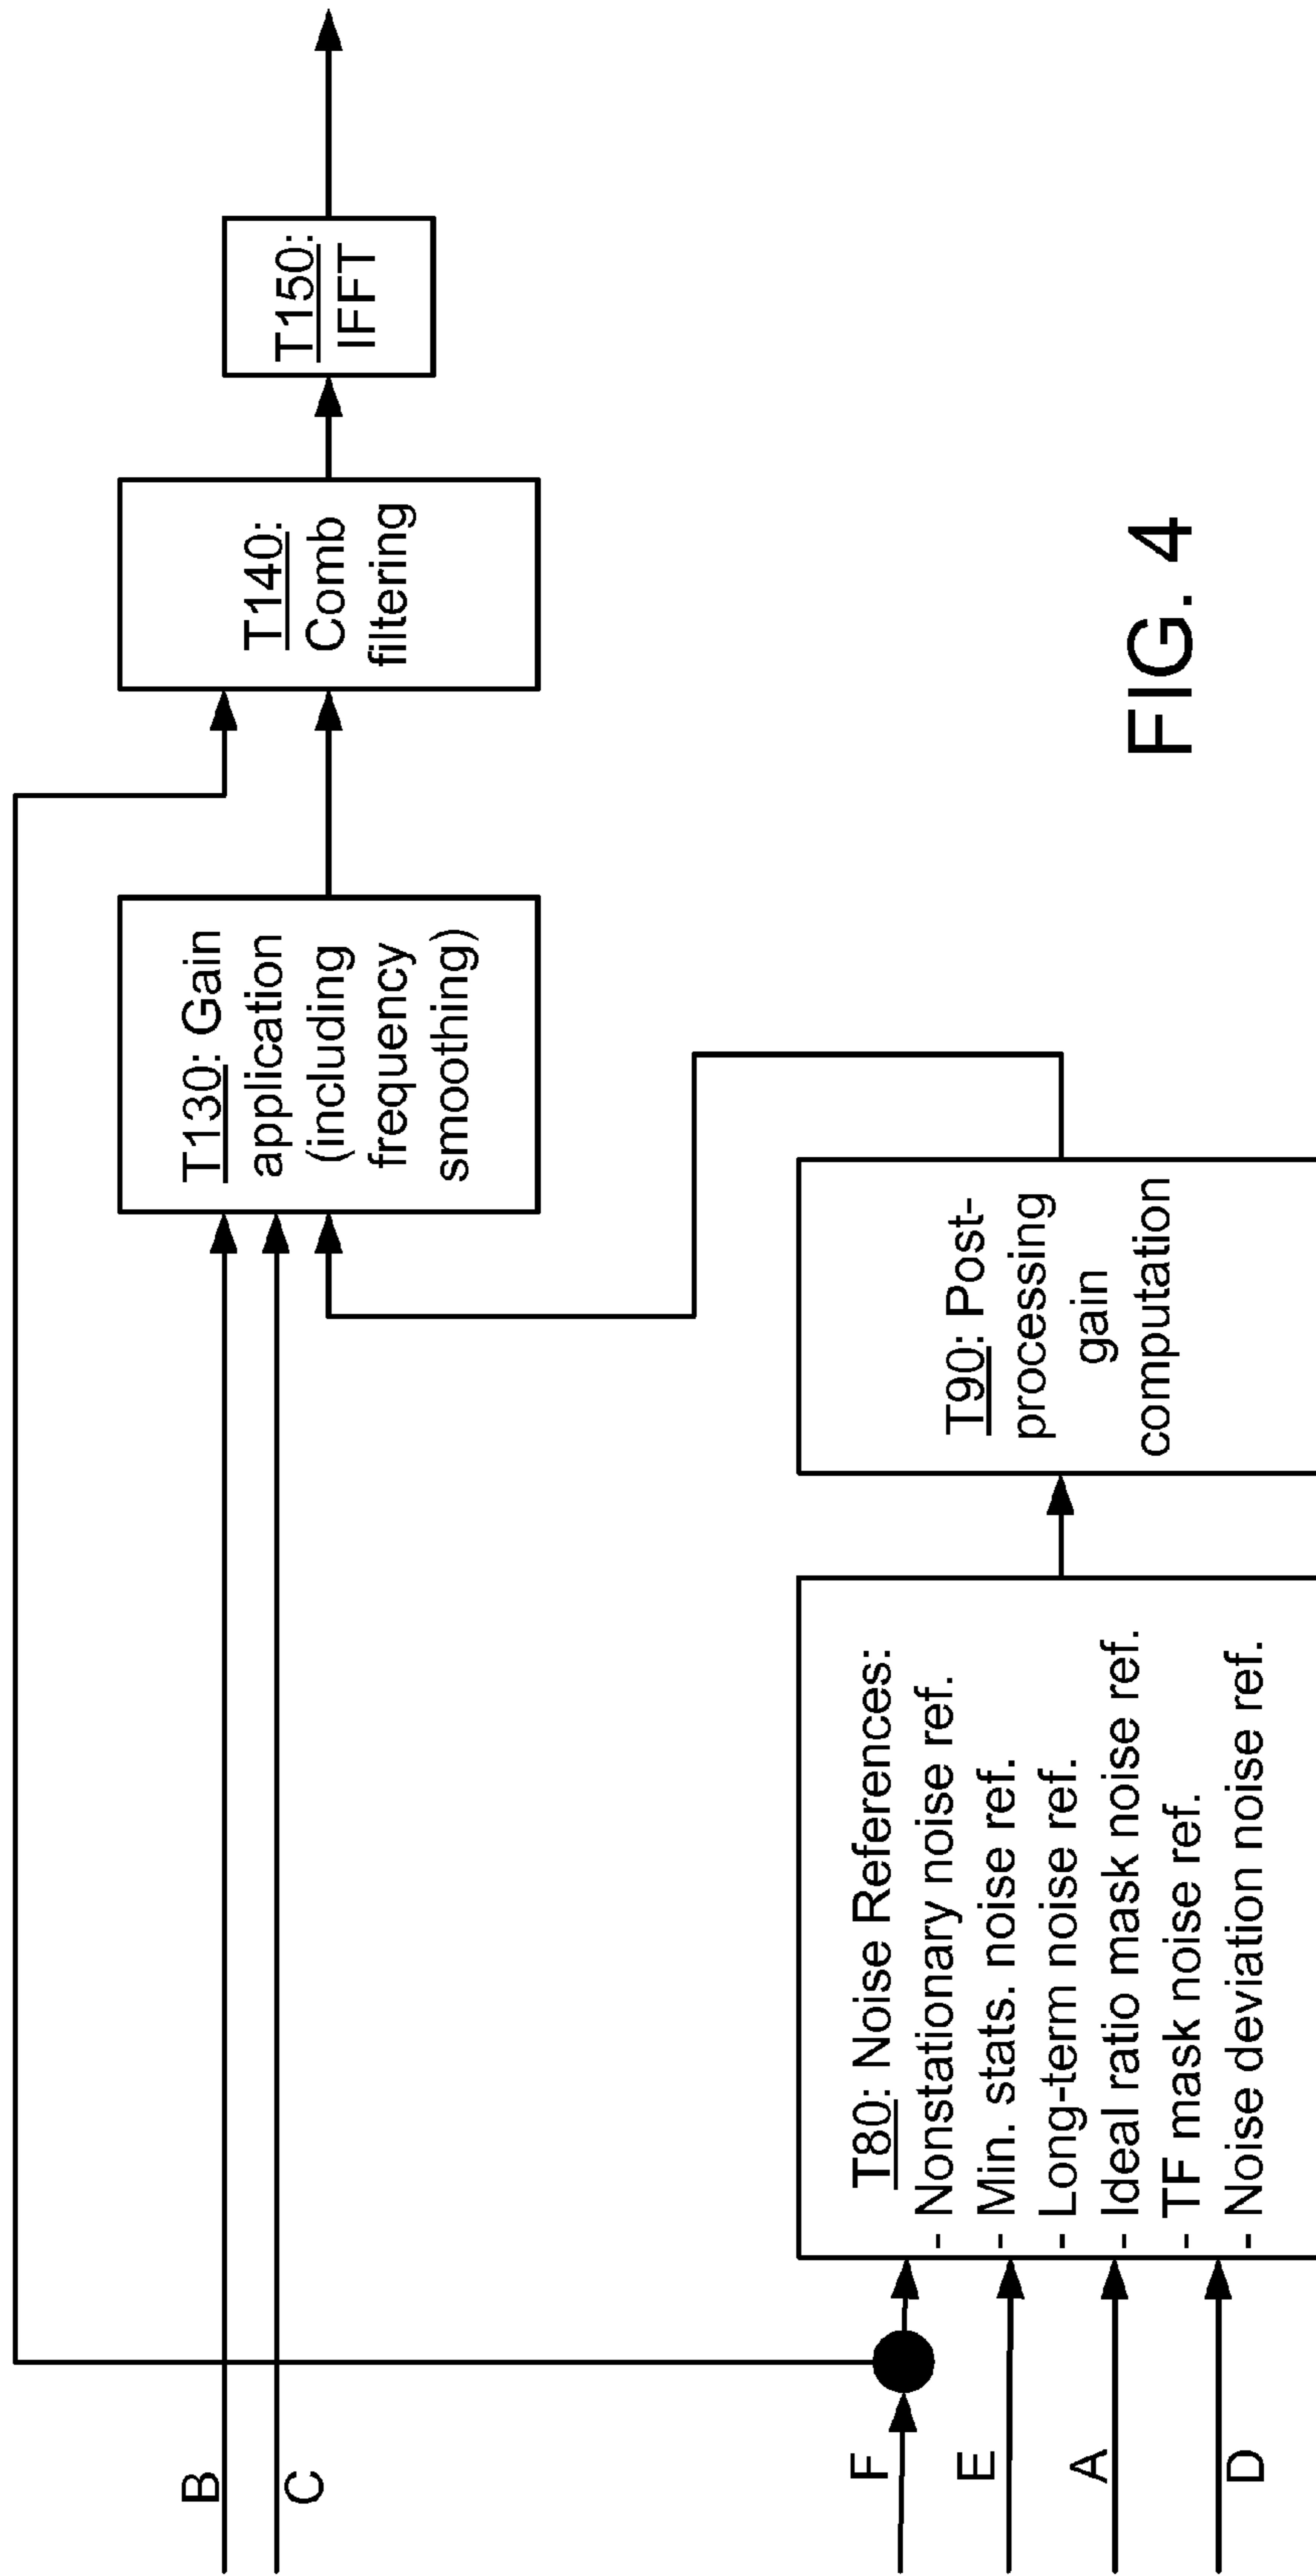 B
C
T130: Gain
application
(including
frequency
smoothing)
T140:
Comb
filtering
T150:
IFFT
F
E
A
D
T80: Noise References:
- Nonstationary noise ref.
- Min. stats. noise ref.
- Long-term noise ref.
- Ideal ratio mask noise ref.
- TF mask noise ref.
- Noise deviation noise ref.
T90: Post-
processing
gain
computation
FIG. 4